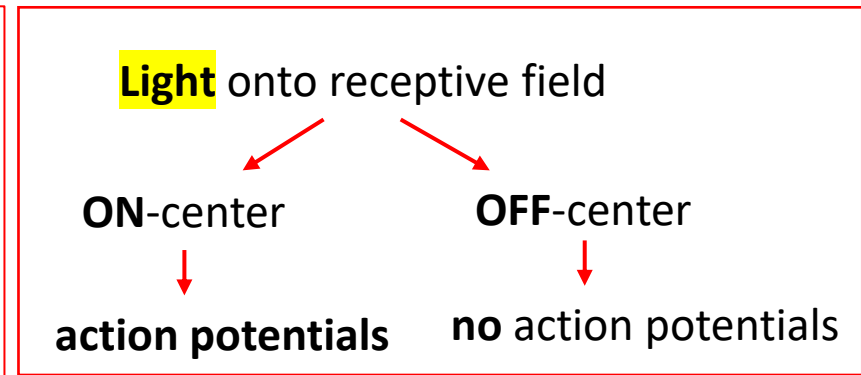 Light onto receptive field
ON-center
OFF-center
action potentials
no action potentials